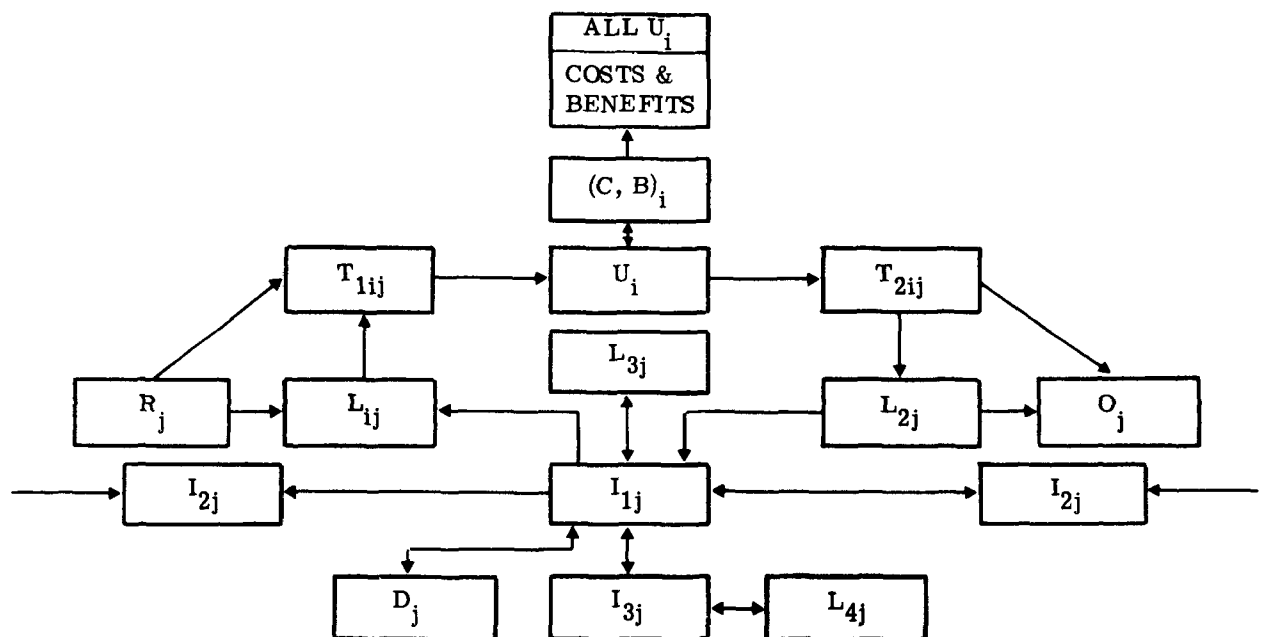 ALL U_i
COSTS &
BENEFITS
(C, B)_i
T_1ij
U_i
T_2ij
L_3j
R_j
L_ij
L_2j
O_j
I_2j
I_1j
I_2j
D_j
I_3j
L_4j